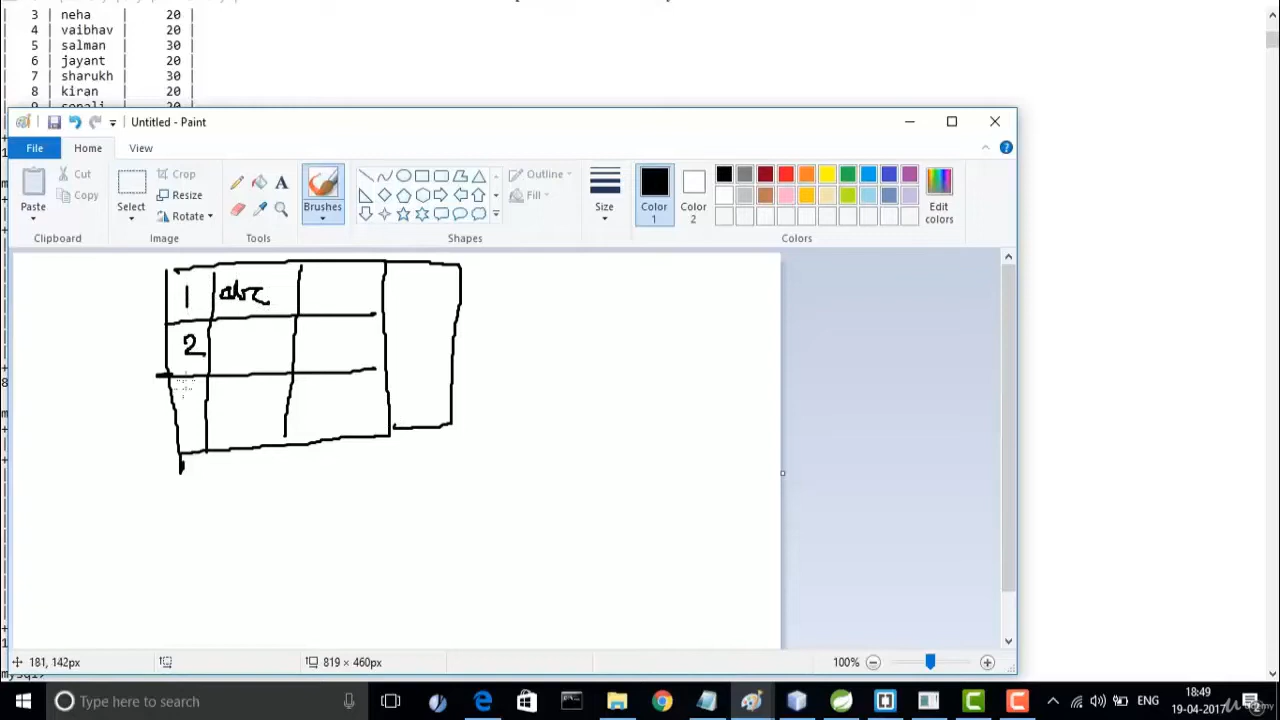 | 3 | neha | 20 |
| 4 | vaibhav | 20 |
| 5 | salman | 30 |
| 6 | jayant | 20 |
| 7 | sharukh | 30 |
| 8 | kiran | 20 |
Untitled - Paint
File Home View
Paste
Cut
Copy
Clipboard
Select
Crop
Resize
Rotate
Image
A
Tools
Brushes
Outline
Fill
Shapes
Size
Color 1
Color 2
Edit colors
Colors
1 abc
2
181, 142px
819 × 460px
100%
Type here to search
ENG
18:49
19-04-2017